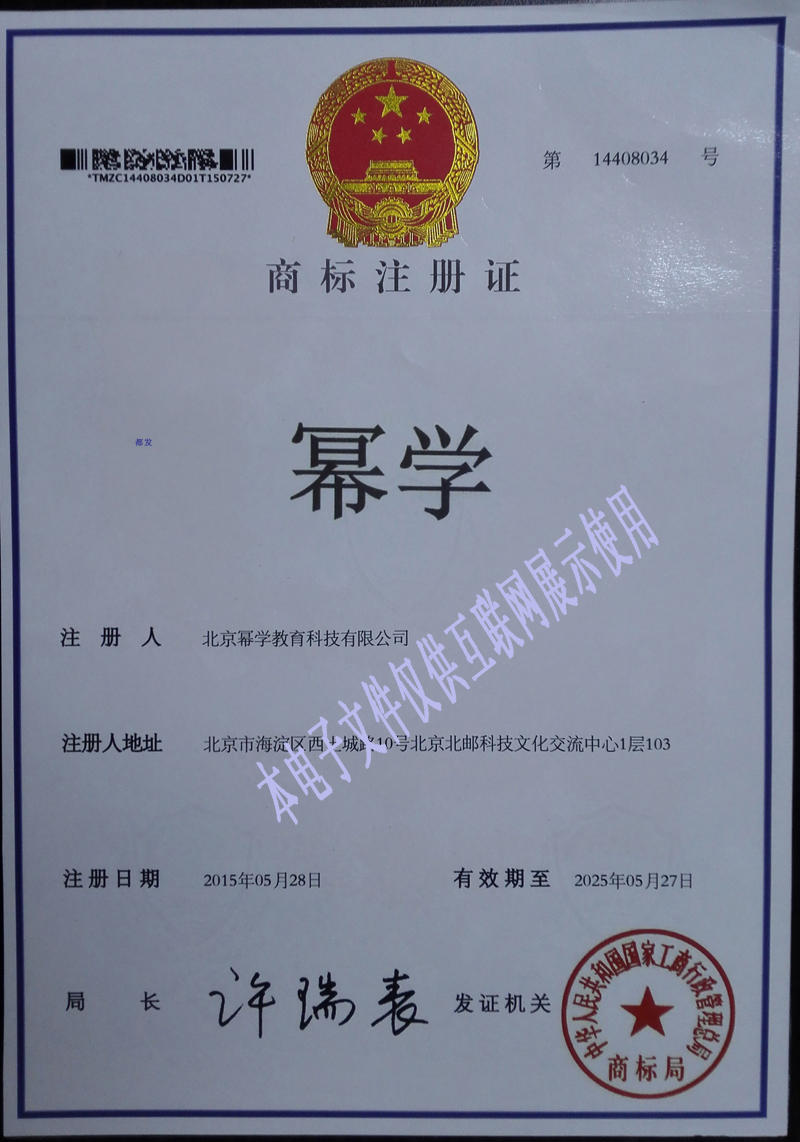 *TMZC14408034D01T150727*
第 14408034 号
商标注册证
都发
幂学
注册人 北京幂学教育科技有限公司
注册人地址 北京市海淀区西土城路10号北京北邮科技文化交流中心1层103
本电子文件仅供互联网展示使用
注册日期 2015年05月28日 有效期至 2025年05月27日
局长 许瑞表 发证机关
中华人民共和国国家工商行政管理总局
商标局